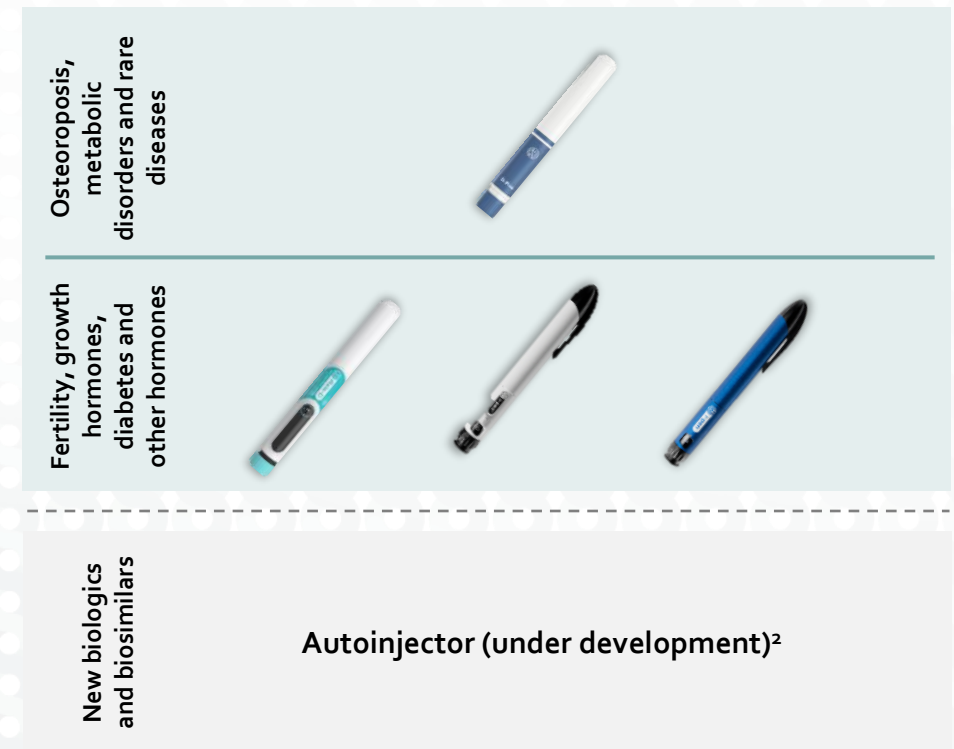 Osteoroposis,
metabolic
disorders and rare
diseases
Fertility, growth
hormones,
diabetes and
other hormones
New biologics
and biosimilars
Autoinjector (under development)²